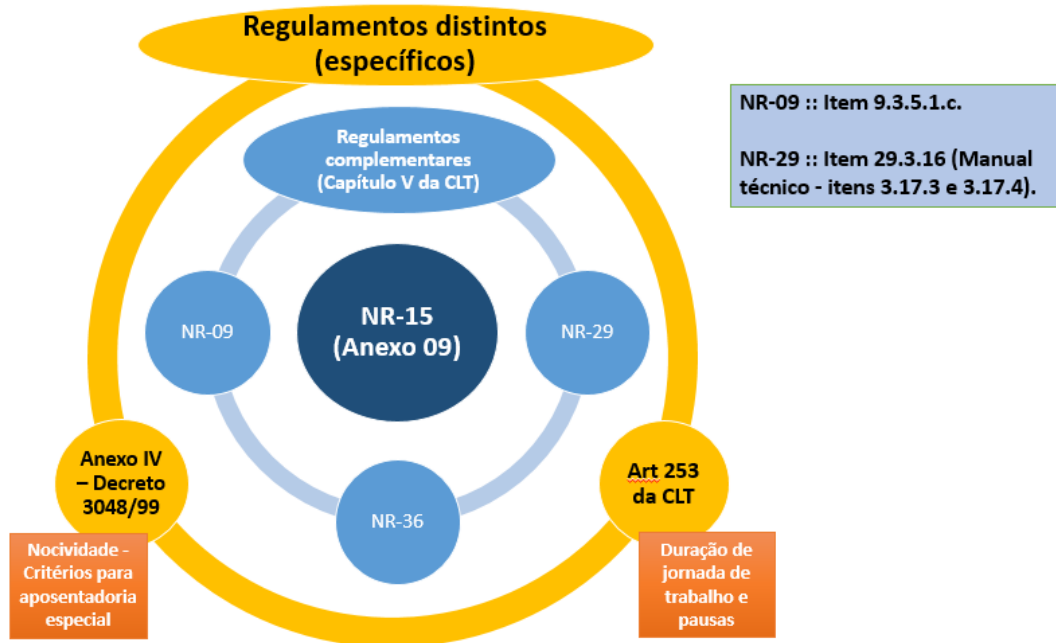 Regulamentos distintos
(específicos)
NR-09 :: Item 9.3.5.1.c.
NR-29 :: Item 29.3.16 (Manual
técnico - itens 3.17.3 e 3.17.4).
Regulamentos
complementares
(Capítulo V da CLT)
NR-09
NR-15
(Anexo 09)
NR-29
NR-36
Anexo IV
– Decreto
3048/99
Art 253
da CLT
Nocividade -
Critérios para
aposentadoria
especial
Duração de
jornada de
trabalho e
pausas